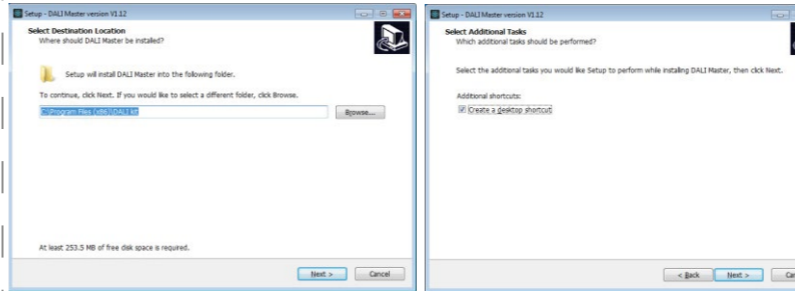 Setup - DALI Master version V1.12
Select Destination Location
Where should DALI Master be installed?
Setup will install DALI Master into the following folder.
To continue, click Next. If you would like to select a different folder, click Browse.
C:\Program Files (x86)\DALI kit
Browse...
At least 253.5 MB of free disk space is required.
Next >
Cancel
Setup - DALI Master version V1.12
Select Additional Tasks
Which additional tasks should be performed?
Select the additional tasks you would like Setup to perform while installing DALI Master, then click Next.
Additional shortcuts:
Create a desktop shortcut
< Back
Next >